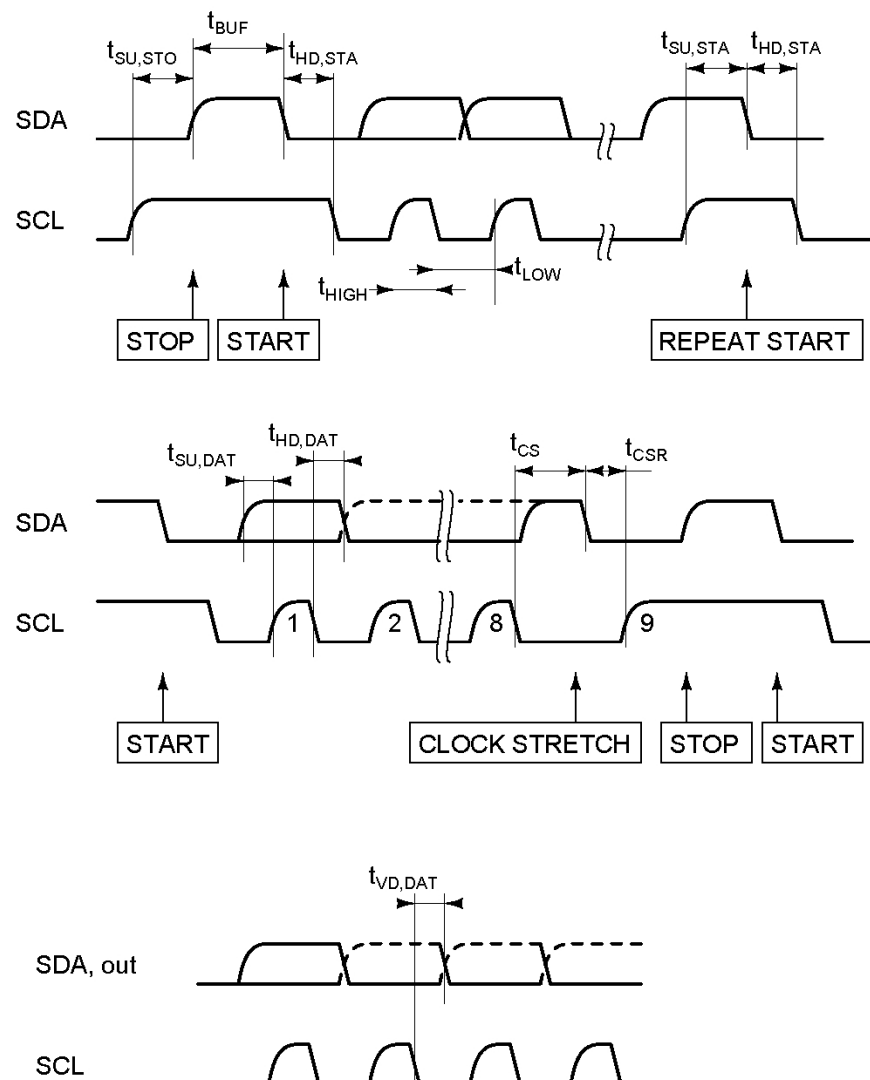 tBUF
tSU,STO tHD,STA tSU,STA tHD,STA
SDA
SCL
tHIGH tLOW
STOP START REPEAT START
tSU,DAT tHD,DAT tCS tCSR
SDA
SCL 1 2 8 9
START CLOCK STRETCH STOP START
tVD,DAT
SDA, out
SCL